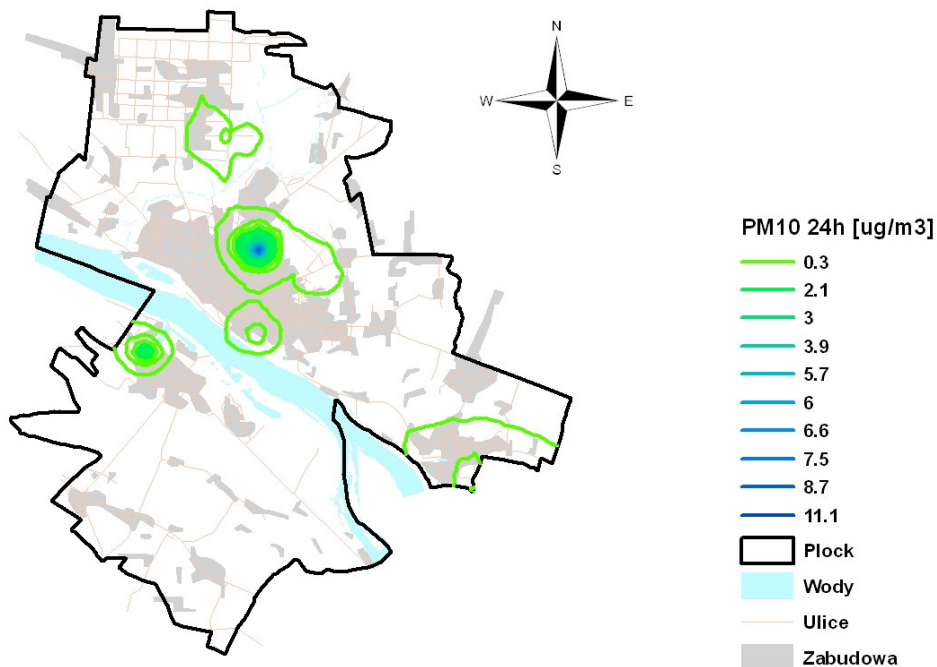 N
W
E
S
PM10 24h [ug/m3]
0.3
2.1
3
3.9
5.7
6
6.6
7.5
8.7
11.1
Plock
Wody
Ulice
Zabudowa